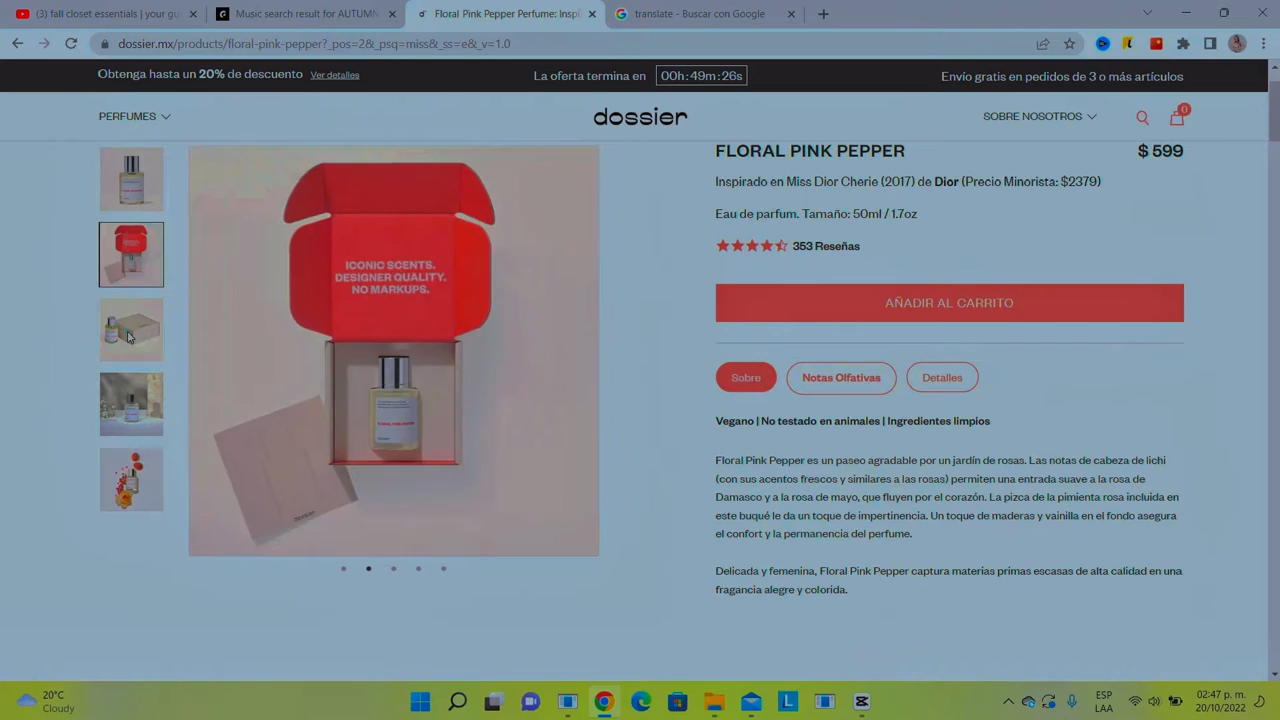 (3) fall closet essentials | your gu
Music search result for AUTUMN
Floral Pink Pepper Perfume: Inspi
translate - Buscar con Google
dossier.mx/products/floral-pink-pepper?_pos=2&_psq=miss&_ss=e&_v=1.0
Obtenga hasta un 20% de descuento Ver detalles
La oferta termina en 00h:49m:26s
Envío gratis en pedidos de 3 o más artículos
PERFUMES
dossier
SOBRE NOSOTROS
0
ICONIC SCENTS.
DESIGNER QUALITY.
NO MARKUPS.
FLORAL PINK PEPPER
dossier
FLORAL PINK PEPPER
$ 599
Inspirado en Miss Dior Cherie (2017) de Dior (Precio Minorista: $2379)
Eau de parfum. Tamaño: 50ml / 1.7oz
353 Reseñas
AÑADIR AL CARRITO
Sobre
Notas Olfativas
Detalles
Vegano | No testado en animales | Ingredientes limpios
Floral Pink Pepper es un paseo agradable por un jardín de rosas. Las notas de cabeza de lichi
(con sus acentos frescos y similares a las rosas) permiten una entrada suave a la rosa de
Damasco y a la rosa de mayo, que fluyen por el corazón. La pizca de la pimienta rosa incluida en
este buqué le da un toque de impertinencia. Un toque de maderas y vainilla en el fondo asegura
el confort y la permanencia del perfume.
Delicada y femenina, Floral Pink Pepper captura materias primas escasas de alta calidad en una
fragancia alegre y colorida.
20°C
Cloudy
ESP
LAA
02:47 p. m.
20/10/2022